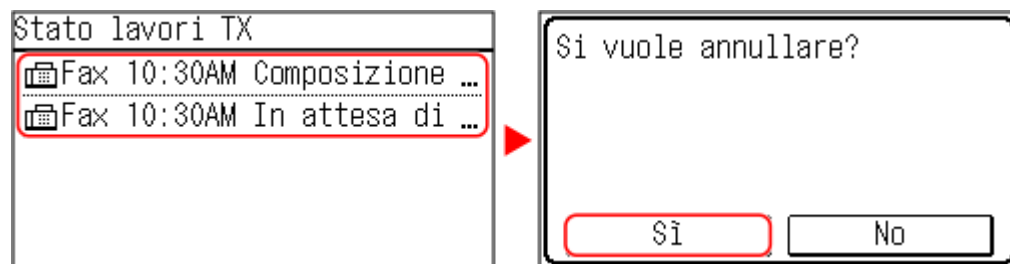 Stato lavori TX
Fax 10:30AM Composizione …
Fax 10:30AM In attesa di …
Si vuole annullare?
Sì
No